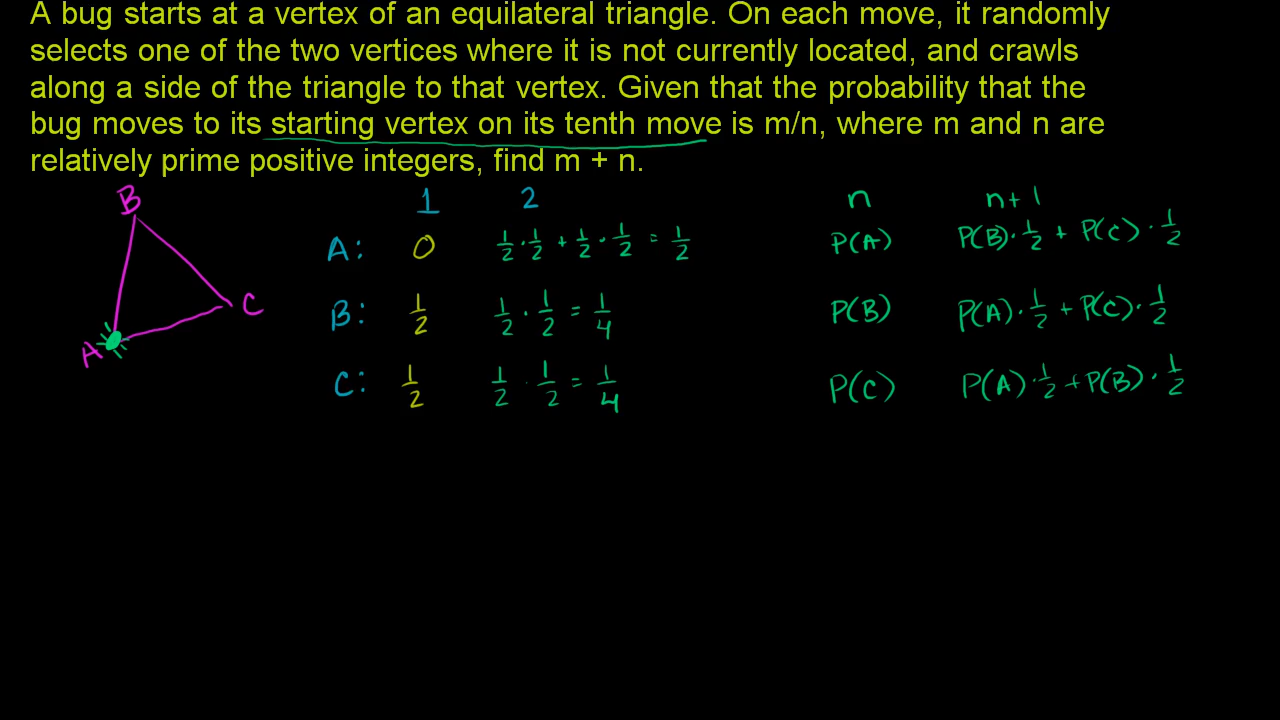 A bug starts at a vertex of an equilateral triangle. On each move, it randomly
selects one of the two vertices where it is not currently located, and crawls
along a side of the triangle to that vertex. Given that the probability that the
bug moves to its starting vertex on its tenth move is m/n, where m and n are
relatively prime positive integers, find m + n.
B 1 2 n n+1
A: 0 1/2 · 1/2 + 1/2 · 1/2 = 1/2 P(A) P(B) · 1/2 + P(C) · 1/2
C B: 1/2 1/2 · 1/2 = 1/4 P(B) P(A) · 1/2 + P(C) · 1/2
A C: 1/2 1/2 · 1/2 = 1/4 P(C) P(A) · 1/2 + P(B) · 1/2